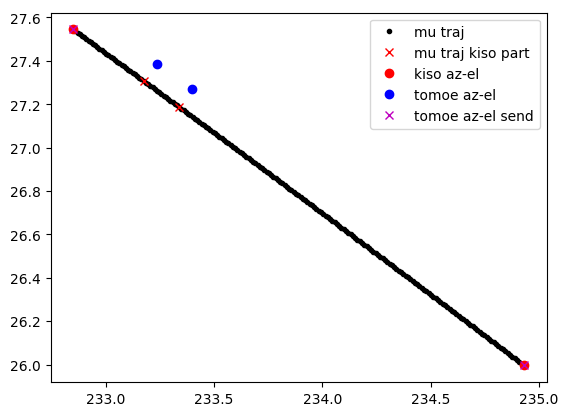 27.6
27.4
27.2
27.0
26.8
26.6
26.4
26.2
26.0
mu traj
mu traj kiso part
kiso az-el
tomoe az-el
tomoe az-el send
233.0 233.5 234.0 234.5 235.0